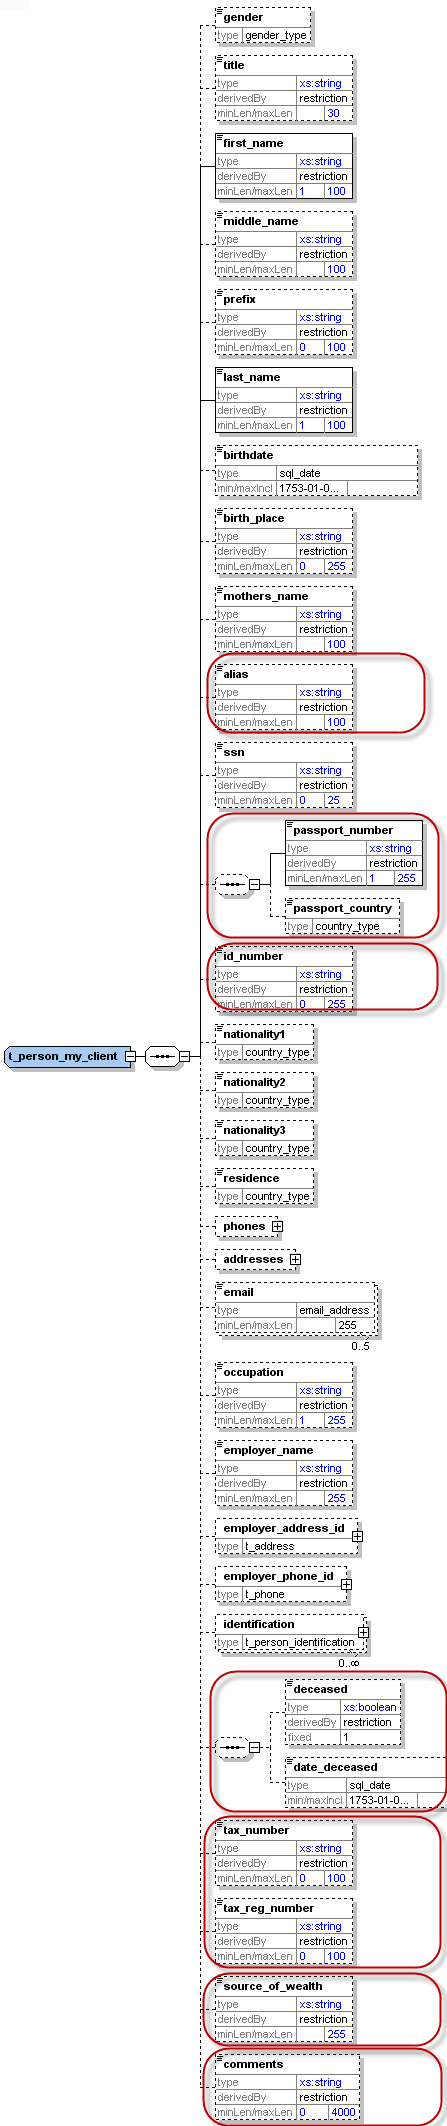 gender
type gender_type
title
type xs:string
derivedBy restriction
minLen/maxLen 30
first_name
type xs:string
derivedBy restriction
minLen/maxLen 1 100
middle_name
type xs:string
derivedBy restriction
minLen/maxLen 100
prefix
type xs:string
derivedBy restriction
minLen/maxLen 0 100
last_name
type xs:string
derivedBy restriction
minLen/maxLen 1 100
birthdate
type sql_date
min/maxIncl 1753-01-0...
birth_place
type xs:string
derivedBy restriction
minLen/maxLen 0 255
mothers_name
type xs:string
derivedBy restriction
minLen/maxLen 100
alias
type xs:string
derivedBy restriction
minLen/maxLen 100
ssn
type xs:string
derivedBy restriction
minLen/maxLen 0 25
passport_number
type xs:string
derivedBy restriction
minLen/maxLen 1 255
passport_country
type country_type
id_number
type xs:string
derivedBy restriction
minLen/maxLen 0 255
t_person_my_client
nationality1
type country_type
nationality2
type country_type
nationality3
type country_type
residence
type country_type
phones
addresses
email
type email_address
minLen/maxLen 255
0..5
occupation
type xs:string
derivedBy restriction
minLen/maxLen 1 255
employer_name
type xs:string
derivedBy restriction
minLen/maxLen 255
employer_address_id
type t_address
employer_phone_id
type t_phone
identification
type t_person_identification
0..∞
deceased
type xs:boolean
derivedBy restriction
fixed 1
date_deceased
type sql_date
min/maxIncl 1753-01-0...
tax_number
type xs:string
derivedBy restriction
minLen/maxLen 0 100
tax_reg_number
type xs:string
derivedBy restriction
minLen/maxLen 0 100
source_of_wealth
type xs:string
derivedBy restriction
minLen/maxLen 255
comments
type xs:string
derivedBy restriction
minLen/maxLen 0 4000